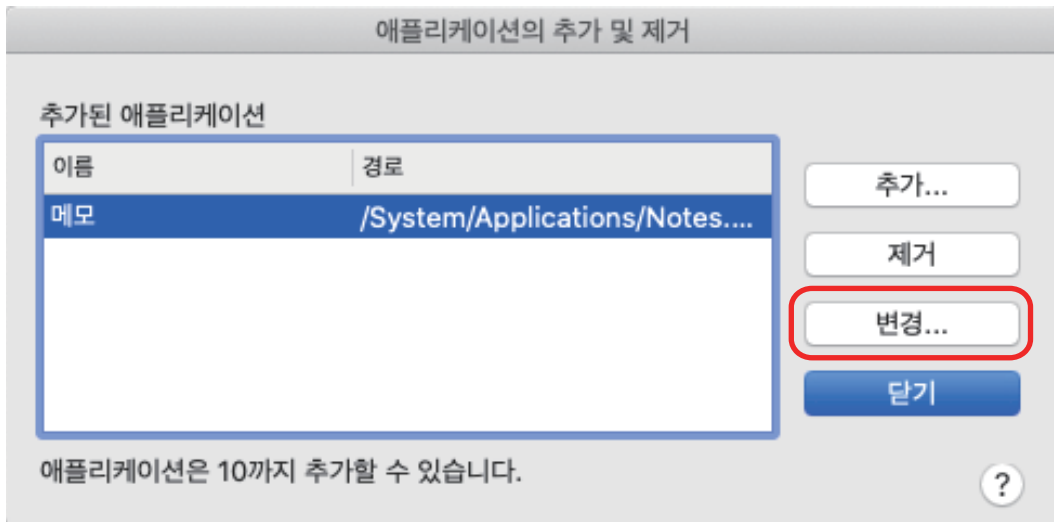 애플리케이션의 추가 및 제거
추가된 애플리케이션
이름 경로
메모 /System/Applications/Notes....
추가...
제거
변경...
닫기
애플리케이션은 10까지 추가할 수 있습니다.
?